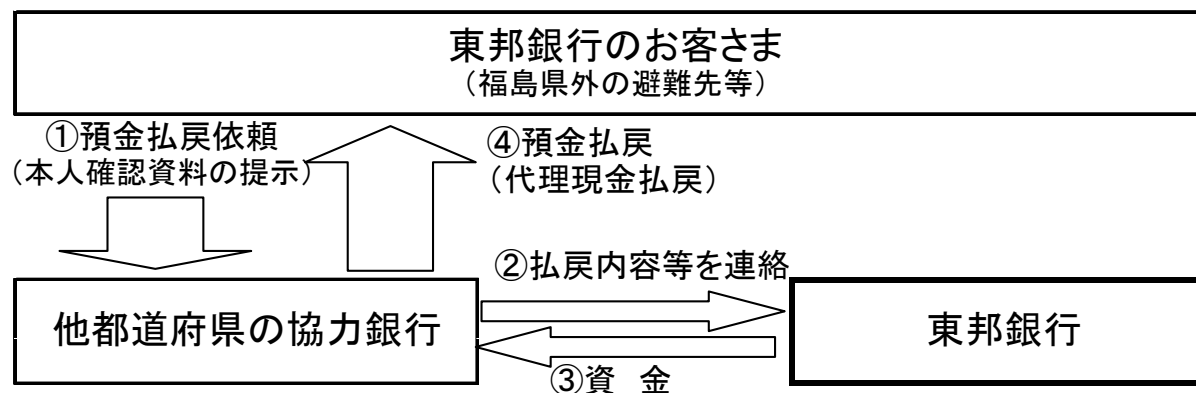 東邦銀行のお客さま
（福島県外の避難先等）
①預金払戻依頼
（本人確認資料の提示）
④預金払戻
（代理現金払戻）
②払戻内容等を連絡
他都道府県の協力銀行
東邦銀行
③資　金